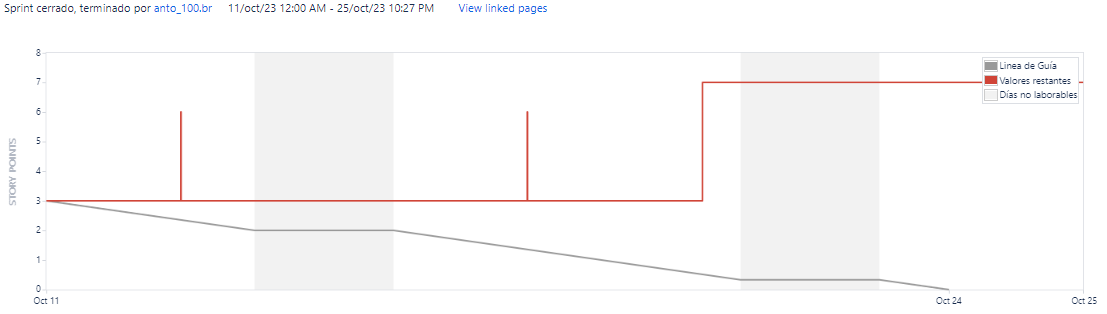 Sprint cerrado, terminado por anto_100.br 11/oct/23 12:00 AM - 25/oct/23 10:27 PM View linked pages
STORY POINTS
8
7
6
5
4
3
2
1
0
Linea de Guía
Valores restantes
Días no laborables
Oct 11 Oct 24 Oct 25